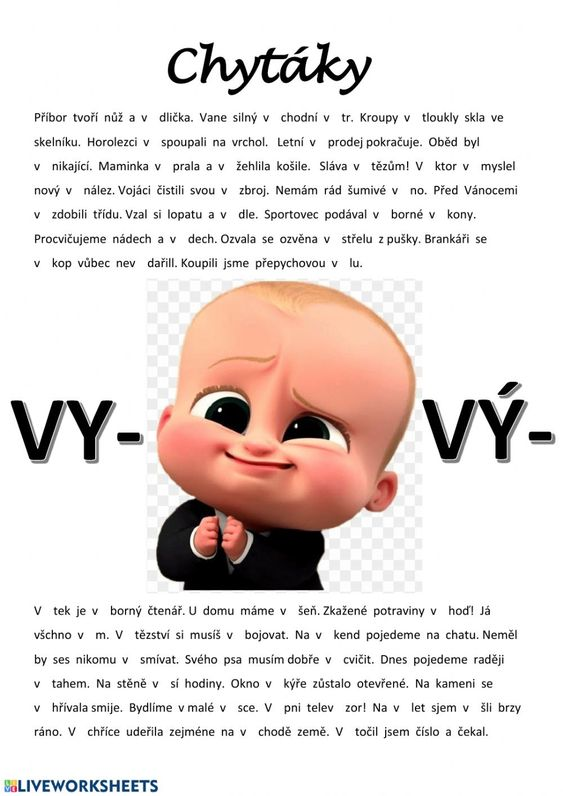 Chytáky
Příbor tvoří nůž a v dlička. Vane silný v chodní v tr. Kroupy v tloukly skla ve
skelníku. Horolezci v spoupali na vrchol. Letní v prodej pokračuje. Oběd byl
v nikající. Maminka v prala a v žehlila košile. Sláva v tězům! V ktor v myslel
nový v nález. Vojáci čistili svou v zbroj. Nemám rád šumivé v no. Před Vánocemi
v zdobili třídu. Vzal si lopatu a v dle. Sportovec podával v borné v kony.
Procvičujeme nádech a v dech. Ozvala se ozvěna v střelu z pušky. Brankáři se
v kop vůbec nev dařill. Koupili jsme přepychovou v lu.
VY- VÝ-
V tek je v borný čtenář. U domu máme v šeň. Zkažené potraviny v hoď! Já
všchno v m. V tězství si musíš v bojovat. Na v kend pojedeme na chatu. Neměl
by ses nikomu v smívat. Svého psa musím dobře v cvičit. Dnes pojedeme raději
v tahem. Na stěně v sí hodiny. Okno v kýře zůstalo otevřené. Na kameni se
v hřívala smije. Bydlíme v malé v sce. V pni telev zor! Na v let sjem v šli brzy
ráno. V chříce udeřila zejméne na v chodě země. V točil jsem číslo a čekal.
LIVEWORKSHEETS